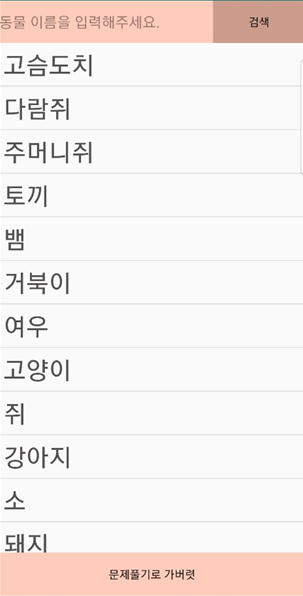 동물 이름을 입력해주세요.
검색
고슴도치
다람쥐
주머니쥐
토끼
뱀
거북이
여우
고양이
쥐
강아지
소
돼지
문제풀기로 가버렷